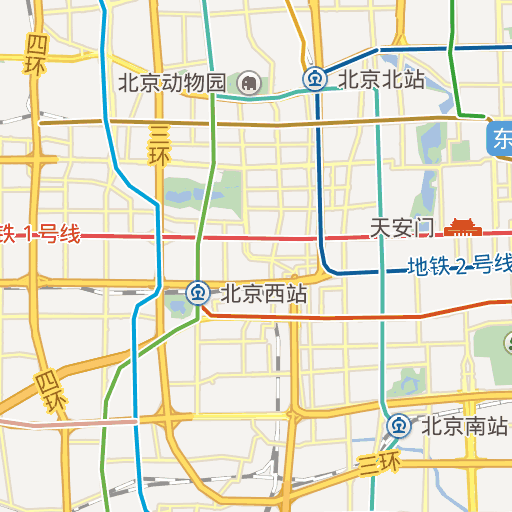 四环
北京动物园
北京北站
三环
东
天安门
铁1号线
地铁2号线
北京西站
四环
北京南站
三环